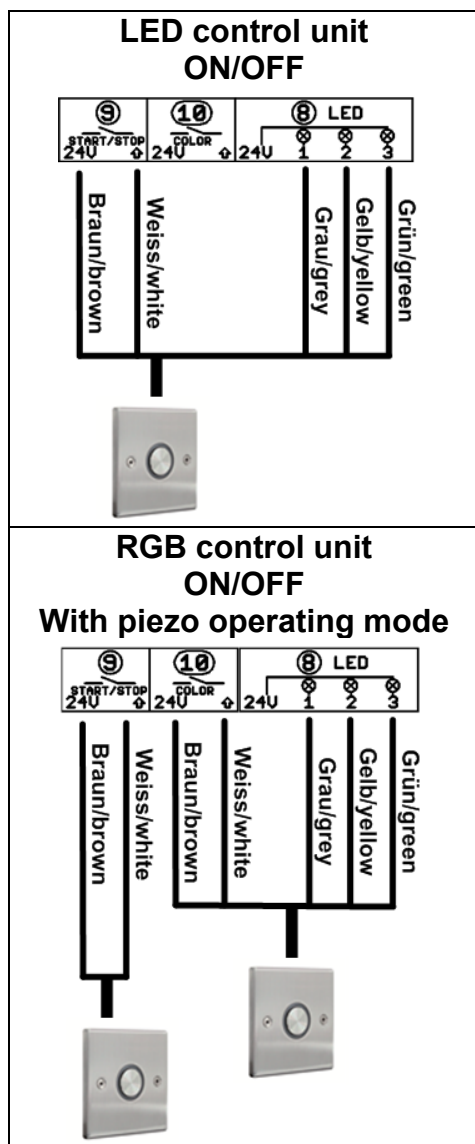 LED control unit
ON/OFF
⑨ ⑩ ⑧ LED
START/STOP COLOR
24V ⇧ 24V ⇧ 24V 1 2 3
Braun/brown Weiss/white Grau/grey Gelb/yellow Grün/green
RGB control unit
ON/OFF
With piezo operating mode
⑨ ⑩ ⑧ LED
START/STOP COLOR
24V ⇧ 24V ⇧ 24V 1 2 3
Braun/brown Weiss/white Braun/brown Weiss/white Grau/grey Gelb/yellow Grün/green